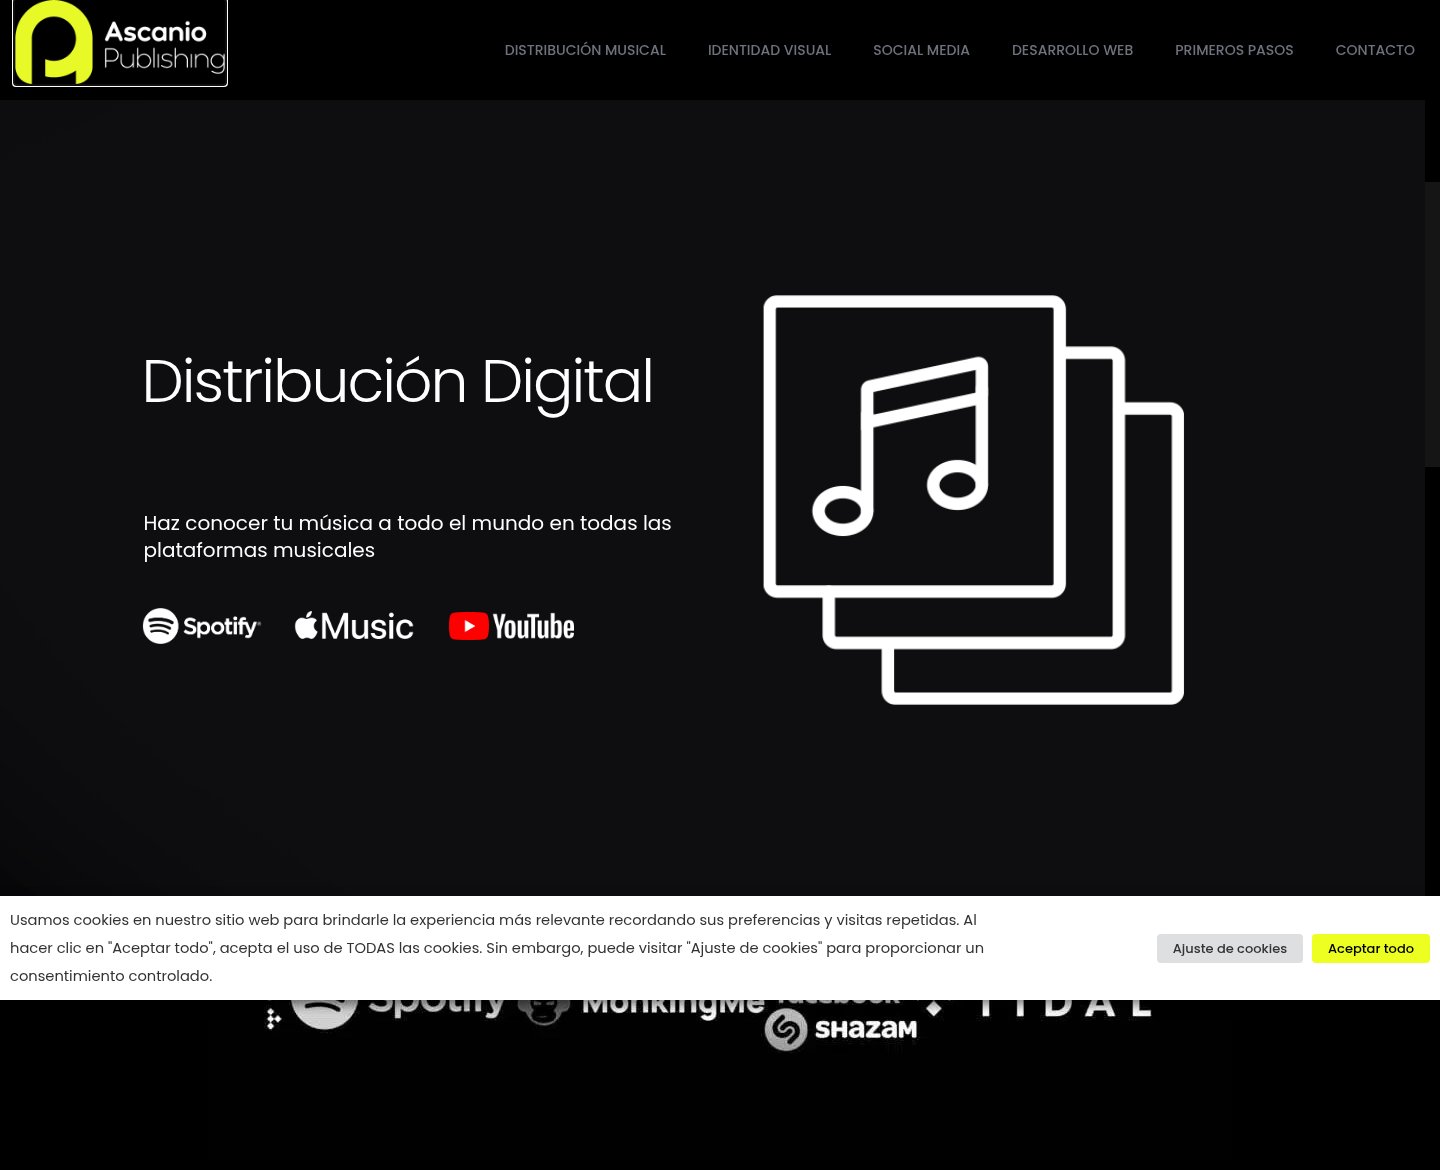 Ascanio
Publishing
DISTRIBUCIÓN MUSICAL
IDENTIDAD VISUAL
SOCIAL MEDIA
DESARROLLO WEB
PRIMEROS PASOS
CONTACTO
Distribución Digital
Haz conocer tu música a todo el mundo en todas las
plataformas musicales
Spotify
Music
YouTube
Usamos cookies en nuestro sitio web para brindarle la experiencia más relevante recordando sus preferencias y visitas repetidas. Al
hacer clic en "Aceptar todo", acepta el uso de TODAS las cookies. Sin embargo, puede visitar "Ajuste de cookies" para proporcionar un
consentimiento controlado.
Ajuste de cookies
Aceptar todo
Spotify
MonkingMe
facebook
SHAZAM
TIDAL